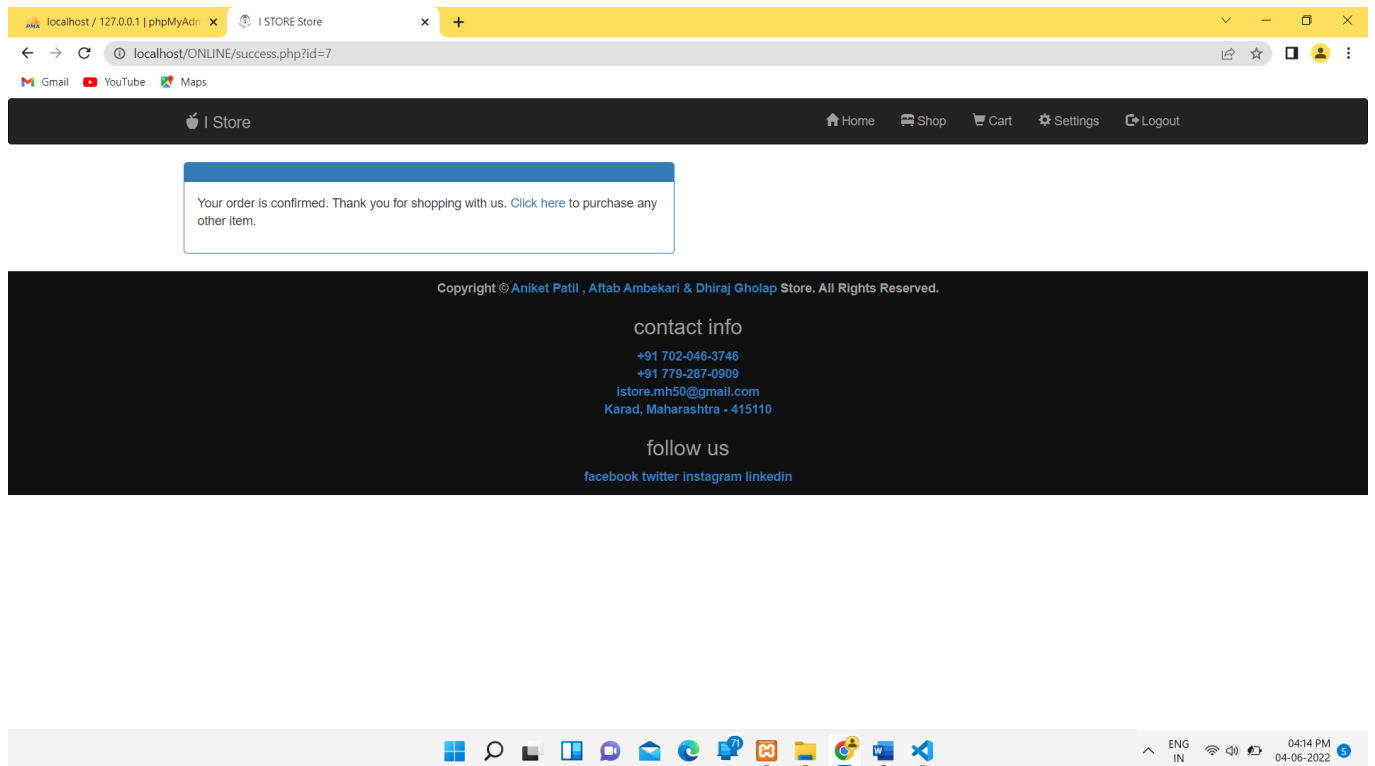 localhost / 127.0.0.1 | phpMyAdm
I STORE Store
localhost/ONLINE/success.php?id=7
Gmail YouTube Maps
I Store Home Shop Cart Settings Logout
Your order is confirmed. Thank you for shopping with us. Click here to purchase any
other item.
Copyright © Aniket Patil , Aftab Ambekari & Dhiraj Gholap Store. All Rights Reserved.
contact info
+91 702-046-3746
+91 779-287-0909
istore.mh50@gmail.com
Karad, Maharashtra - 415110
follow us
facebook twitter instagram linkedin
71
ENG
IN
04:14 PM
04-06-2022
5